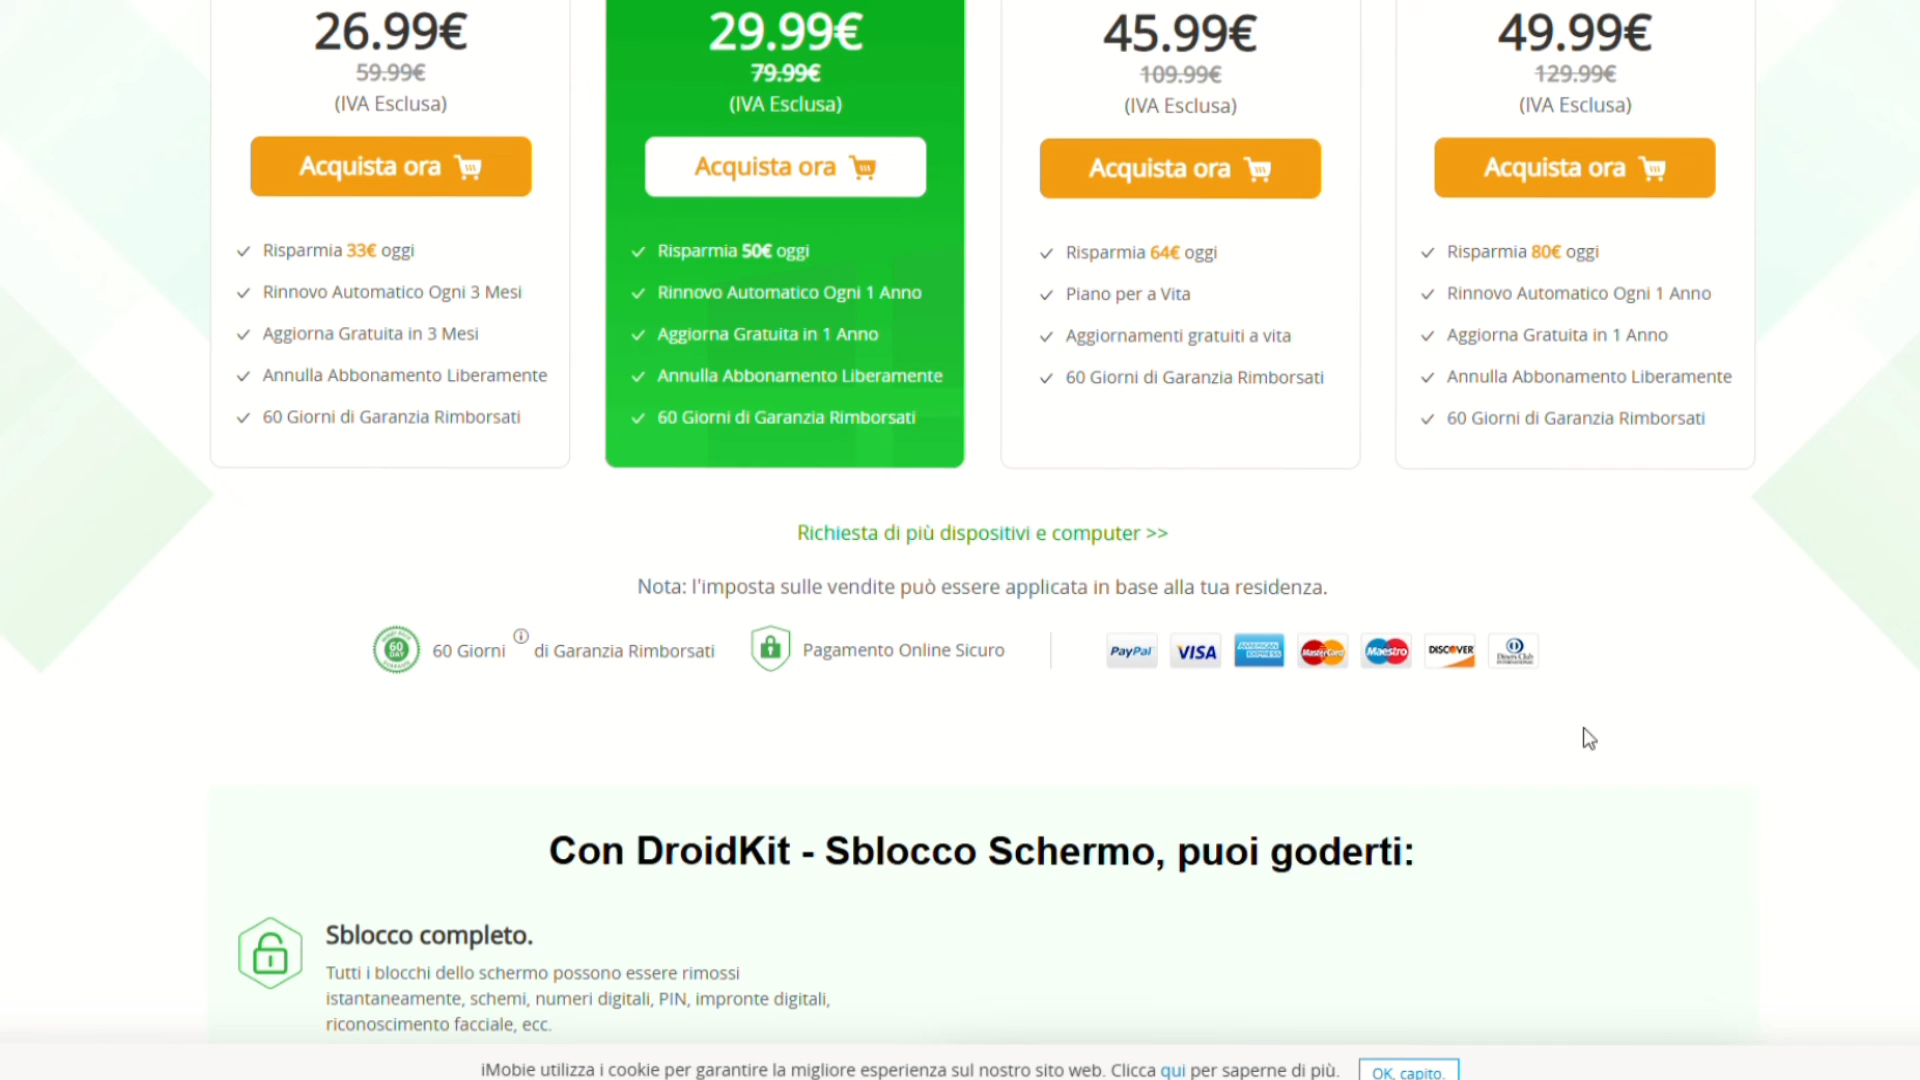 26.99€
59.99€
(IVA Esclusa)
Acquista ora
Risparmia 33€ oggi
Rinnovo Automatico Ogni 3 Mesi
Aggiorna Gratuita in 3 Mesi
Annulla Abbonamento Liberamente
60 Giorni di Garanzia Rimborsati
29.99€
79.99€
(IVA Esclusa)
Acquista ora
Risparmia 50€ oggi
Rinnovo Automatico Ogni 1 Anno
Aggiorna Gratuita in 1 Anno
Annulla Abbonamento Liberamente
60 Giorni di Garanzia Rimborsati
45.99€
109.99€
(IVA Esclusa)
Acquista ora
Risparmia 64€ oggi
Piano per a Vita
Aggiornamenti gratuiti a vita
60 Giorni di Garanzia Rimborsati
49.99€
129.99€
(IVA Esclusa)
Acquista ora
Risparmia 80€ oggi
Rinnovo Automatico Ogni 1 Anno
Aggiorna Gratuita in 1 Anno
Annulla Abbonamento Liberamente
60 Giorni di Garanzia Rimborsati
Richiesta di più dispositivi e computer >>
Nota: l'imposta sulle vendite può essere applicata in base alla tua residenza.
60 DAY
60 Giorni di Garanzia Rimborsati
Pagamento Online Sicuro
PayPal VISA AMERICAN EXPRESS MasterCard Maestro DISCOVER Diners Club INTERNATIONAL
Con DroidKit - Sblocco Schermo, puoi goderti:
Sblocco completo.
Tutti i blocchi dello schermo possono essere rimossi
istantaneamente, schemi, numeri digitali, PIN, impronte digitali,
riconoscimento facciale, ecc.
iMobie utilizza i cookie per garantire la migliore esperienza sul nostro sito web. Clicca qui per saperne di più. OK, capito.